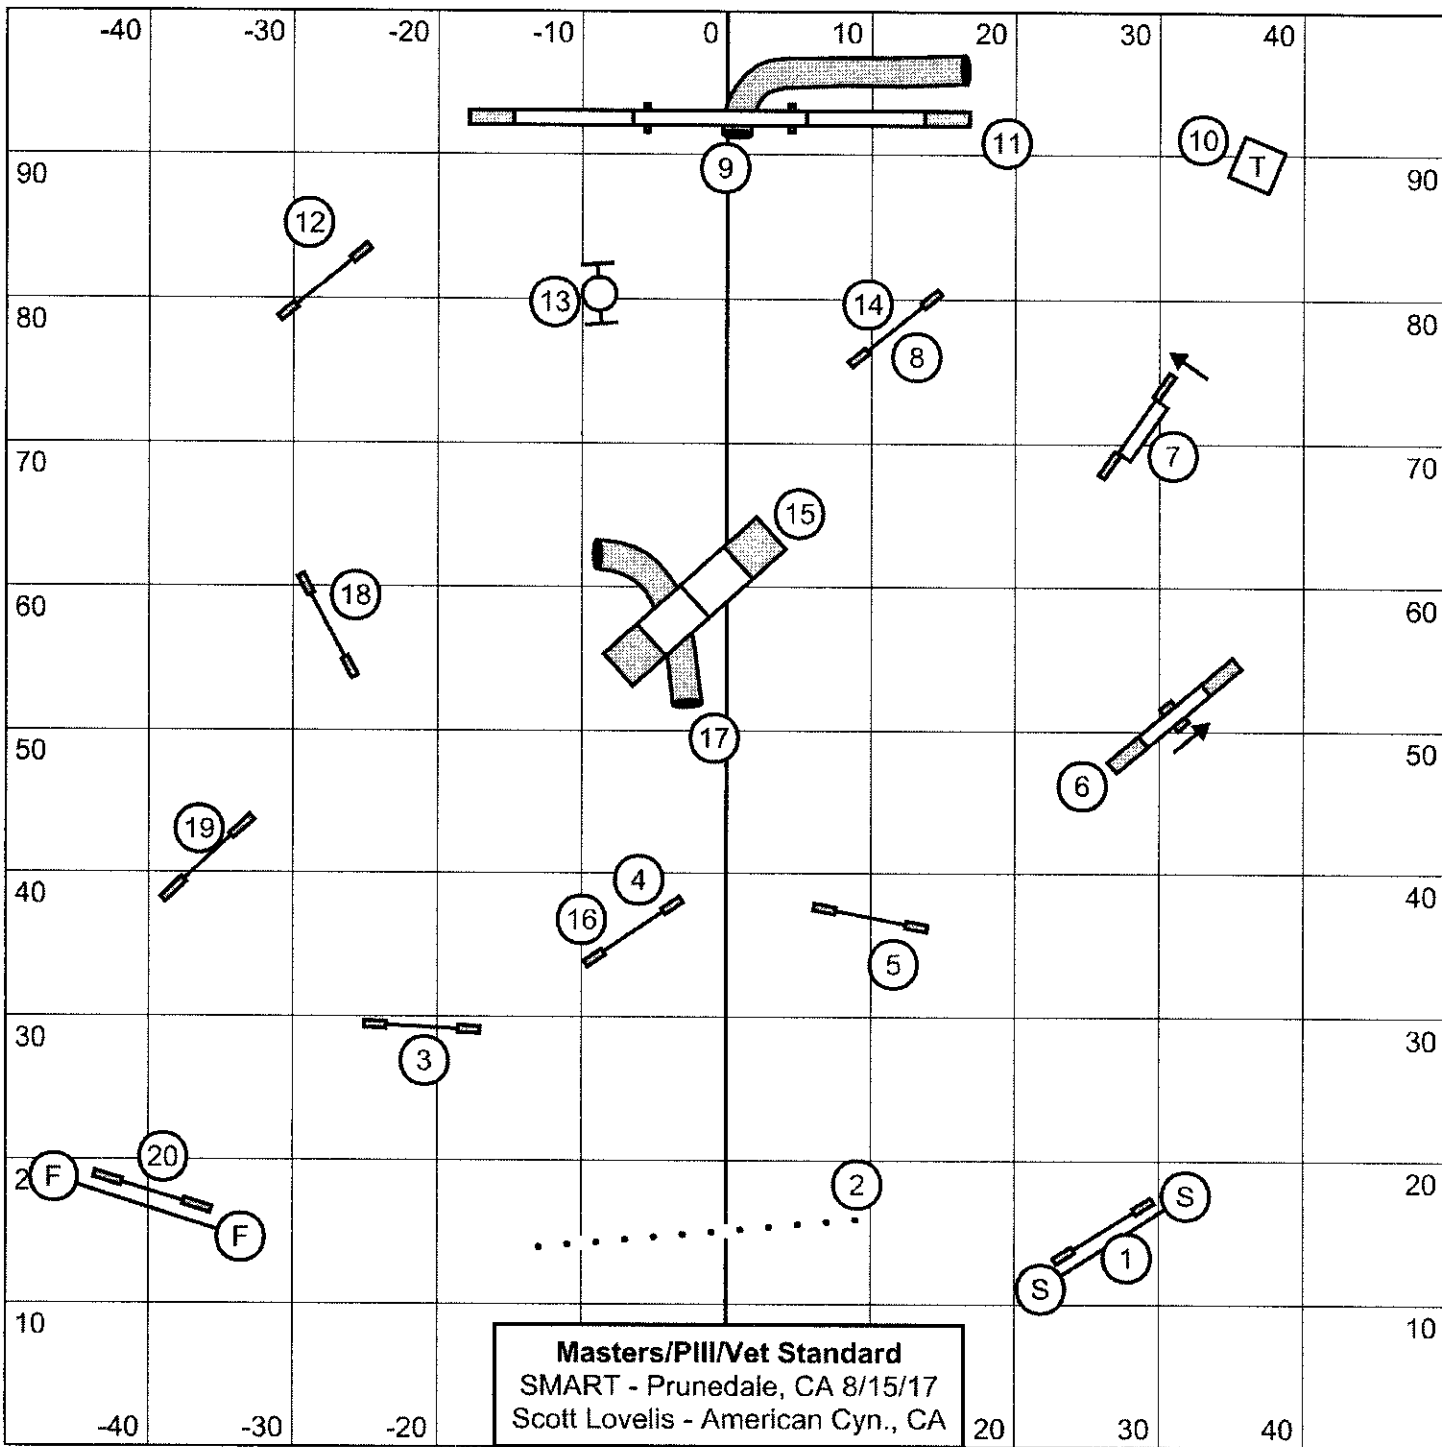 -40 -30 -20 -10 0 10 20 30 40
9 11 10 T
90 90
12
13 14 8
80 80
7
70 70
15
18
60 60
17
50 50
6
19
4
40 40
16
5
30 30
3
20
F 2 2 S 20
F 1
S
10 10
Masters/PIII/Vet Standard
SMART - Prunedale, CA 8/15/17
Scott Lovelis - American Cyn., CA
-40 -30 -20 20 30 40